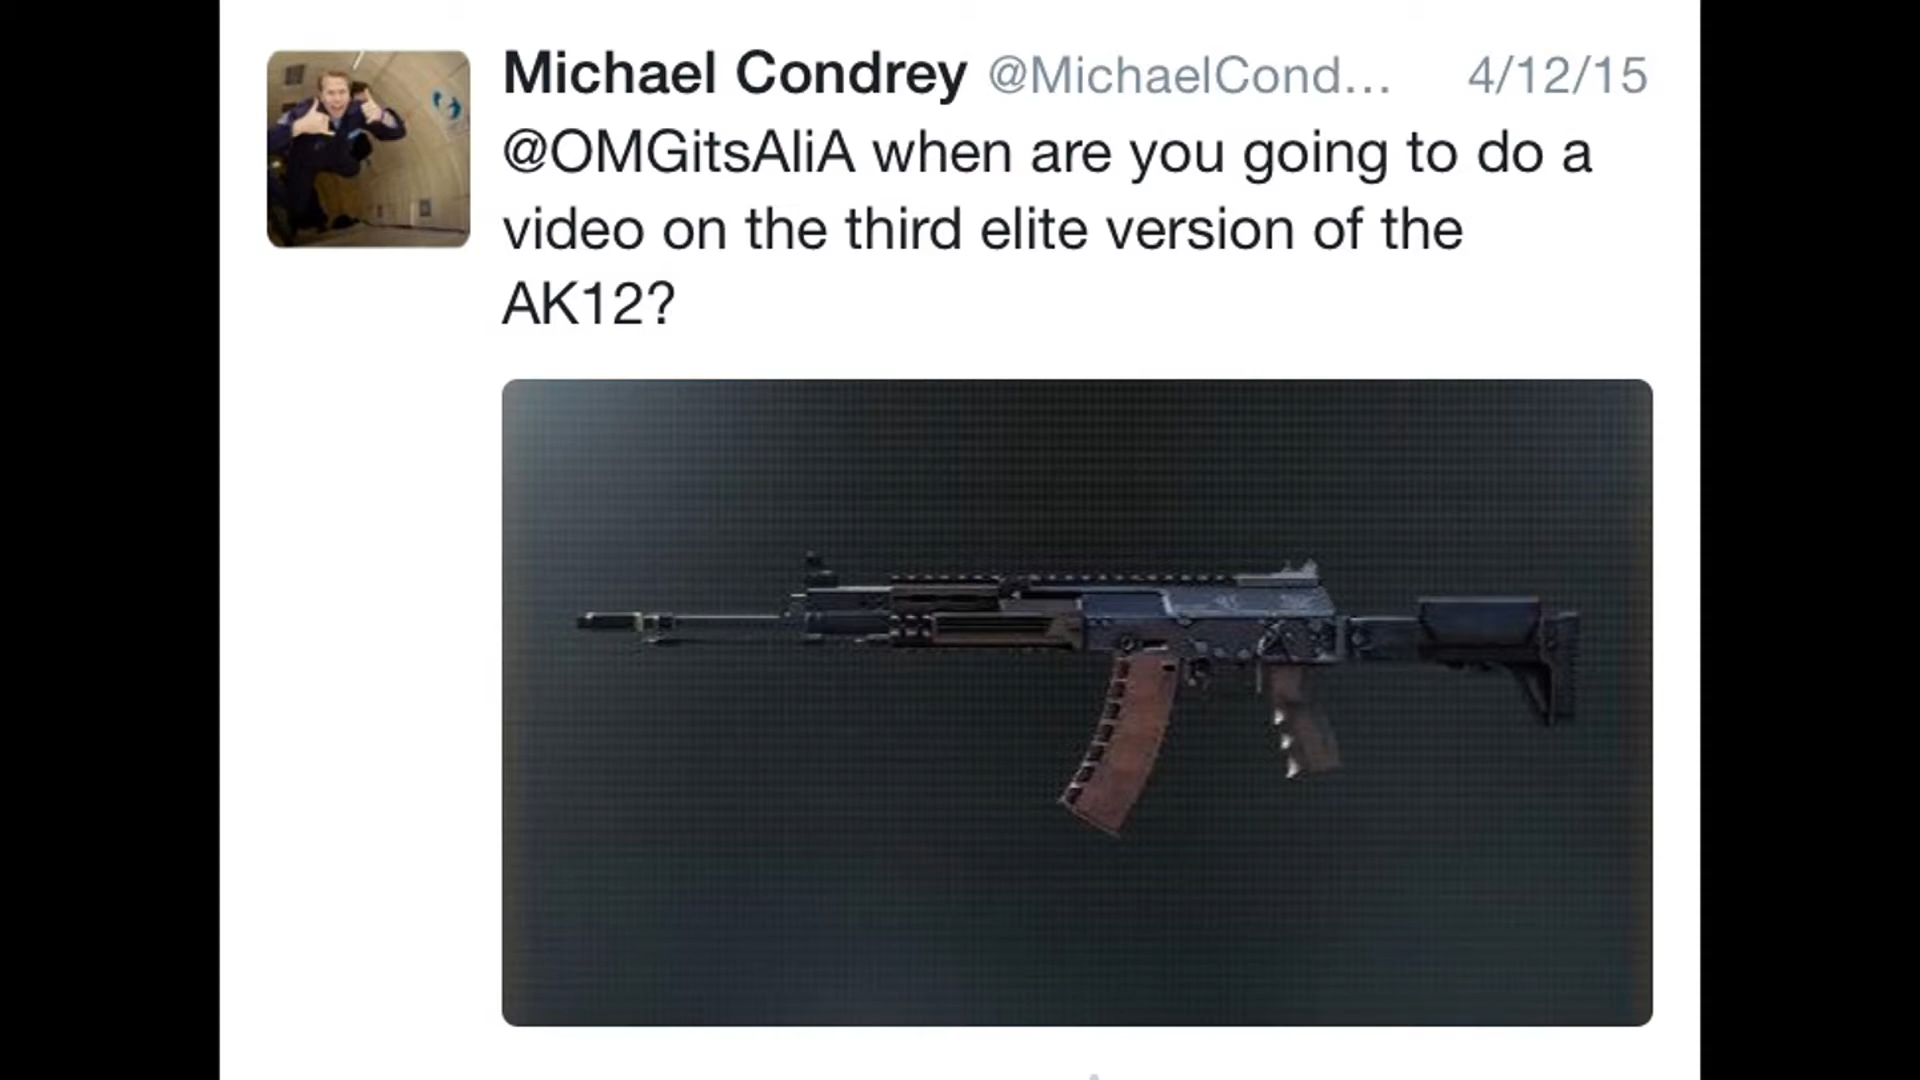 Michael Condrey @MichaelCond... 4/12/15
@OMGitsAliA when are you going to do a
video on the third elite version of the
AK12?